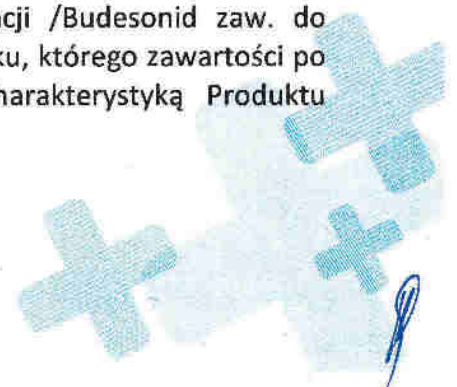 cji /Budesonid zaw. do
ku, którego zawartości po
harakterystyką Produktu